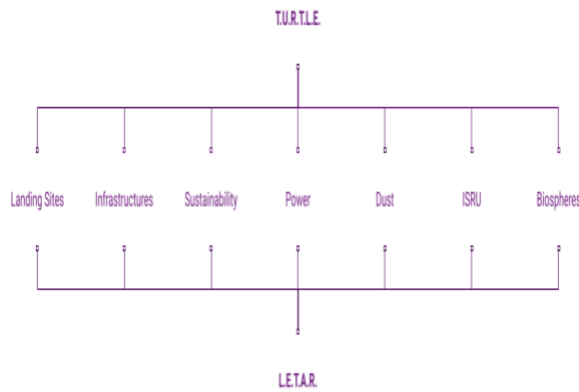 T.U.R.T.L.E.
Landing Sites Infrastructures Sustainability Power Dust ISRU Biospheres
L.E.T.A.R.